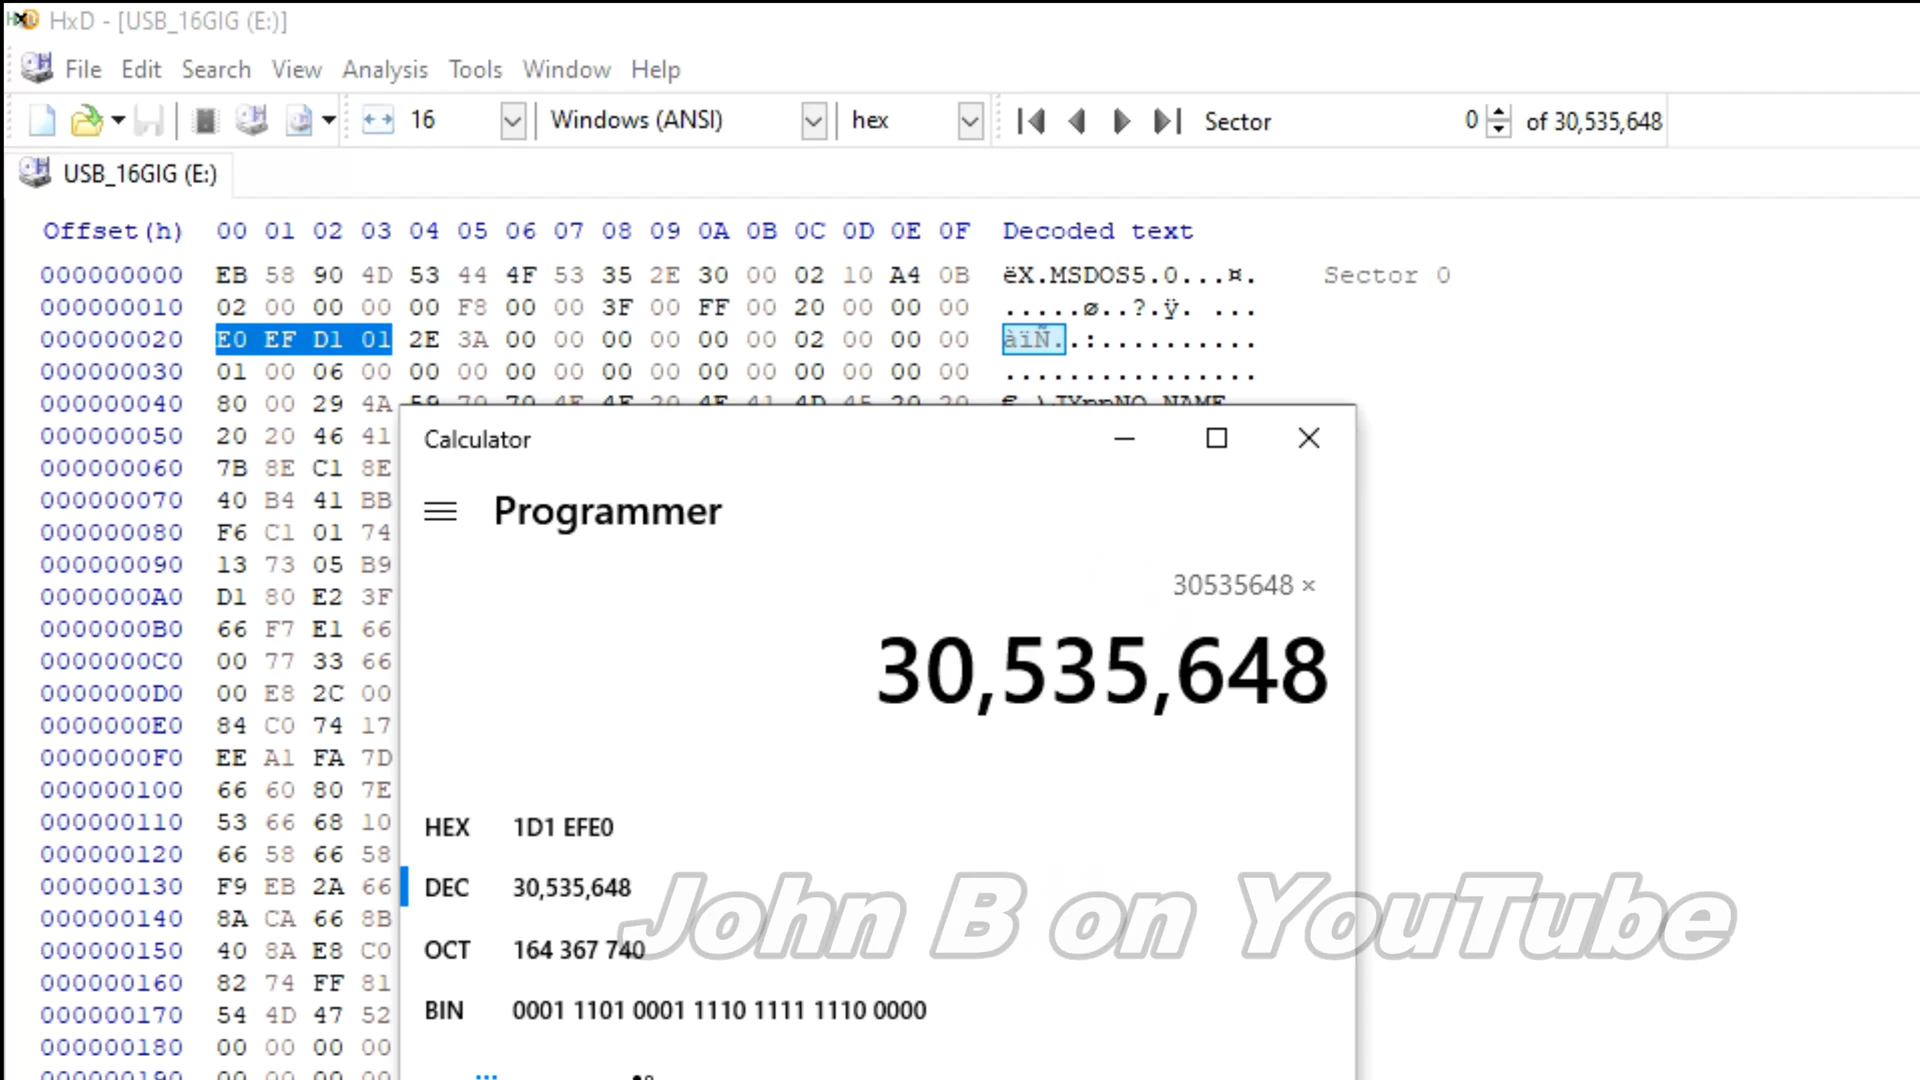 HxD - [USB_16GIG (E:)]
File Edit Search View Analysis Tools Window Help
16 Windows (ANSI) hex Sector 0 of 30,535,648
USB_16GIG (E:)
Offset(h) 00 01 02 03 04 05 06 07 08 09 0A 0B 0C 0D 0E 0F Decoded text
000000000 EB 58 90 4D 53 44 4F 53 35 2E 30 00 02 10 A4 0B ëX.MSDOS5.0...¤. Sector 0
000000010 02 00 00 00 00 F8 00 00 3F 00 FF 00 20 00 00 00 .....ø..?.ÿ. ...
000000020 E0 EF D1 01 2E 3A 00 00 00 00 00 00 02 00 00 00 àïÑ..:..........
000000030 01 00 06 00 00 00 00 00 00 00 00 00 00 00 00 00 ................
000000040 80 00 29 4A
000000050 20 20 46 41
000000060 7B 8E C1 8E
000000070 40 B4 41 BB
000000080 F6 C1 01 74
000000090 13 73 05 B9
0000000A0 D1 80 E2 3F
0000000B0 66 F7 E1 66
0000000C0 00 77 33 66
0000000D0 00 E8 2C 00
0000000E0 84 C0 74 17
0000000F0 EE A1 FA 7D
000000100 66 60 80 7E
000000110 53 66 68 10
000000120 66 58 66 58
000000130 F9 EB 2A 66
000000140 8A CA 66 8B
000000150 40 8A E8 C0
000000160 82 74 FF 81
000000170 54 4D 47 52
000000180 00 00 00 00
Calculator
Programmer
30535648 ×
30,535,648
HEX 1D1 EFE0
DEC 30,535,648
OCT 164 367 740
BIN 0001 1101 0001 1110 1111 1110 0000
John B on YouTube